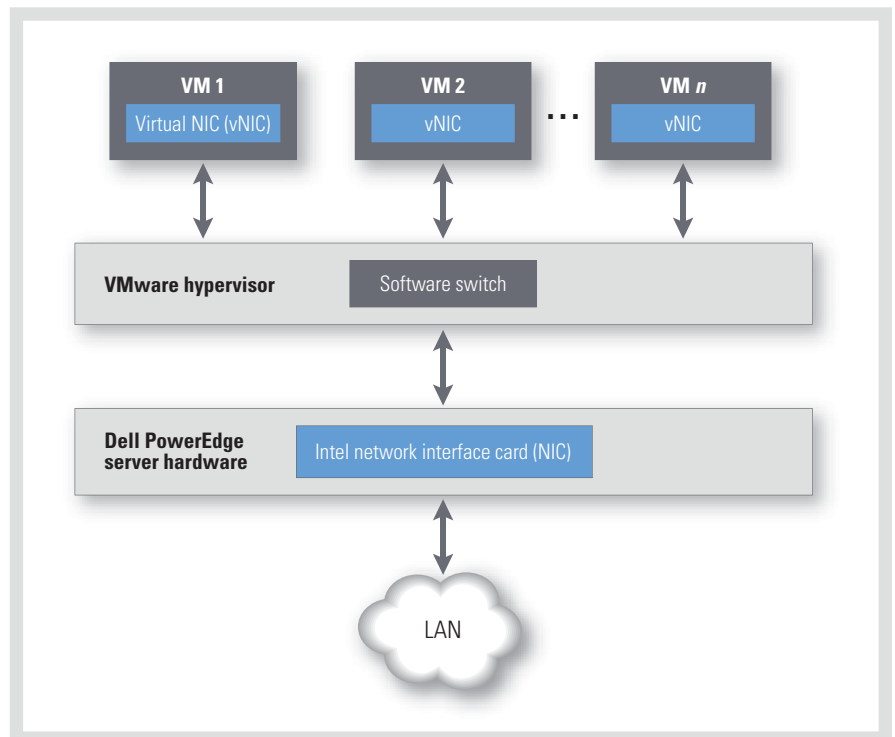 VM 1
Virtual NIC (vNIC)
VM 2
vNIC
...
VM n
vNIC
VMware hypervisor
Software switch
Dell PowerEdge
server hardware
Intel network interface card (NIC)
LAN